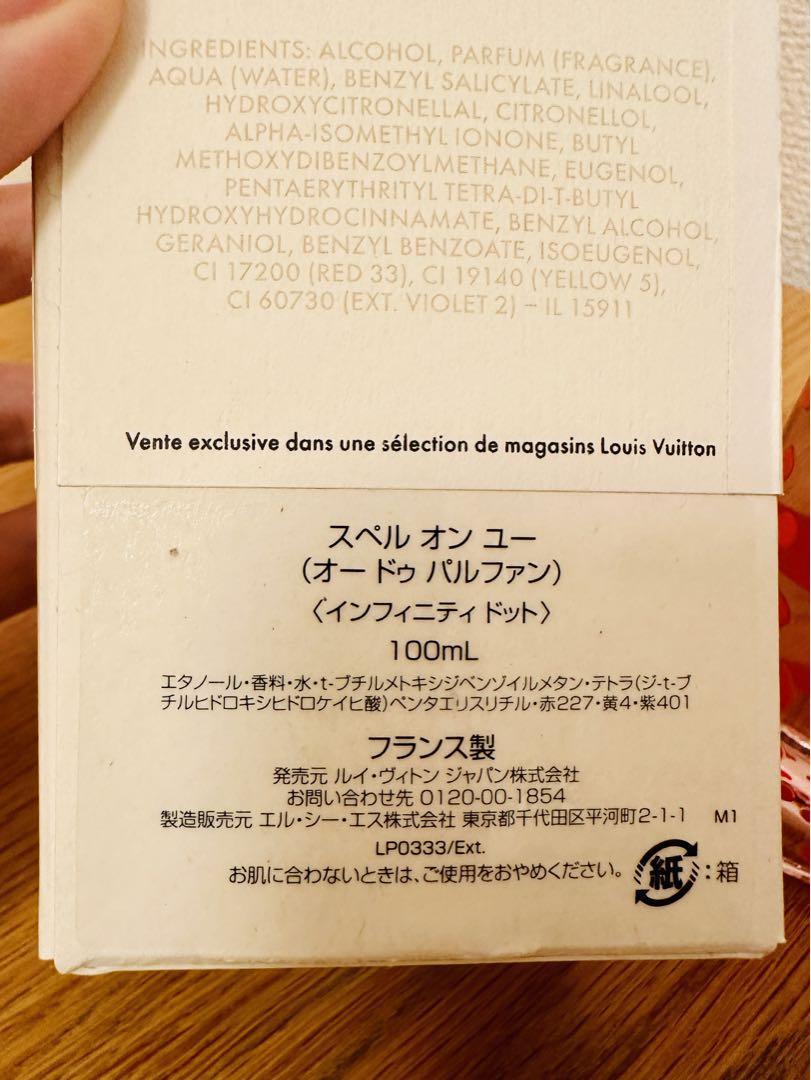 INGREDIENTS: ALCOHOL, PARFUM (FRAGRANCE),
AQUA (WATER), BENZYL SALICYLATE, LINALOOL,
HYDROXYCITRONELLAL, CITRONELLOL,
ALPHA-ISOMETHYL IONONE, BUTYL
METHOXYDIBENZOYLMETHANE, EUGENOL,
PENTAERYTHRITYL TETRA-DI-T-BUTYL
HYDROXYHYDROCINNAMATE, BENZYL ALCOHOL,
GERANIOL, BENZYL BENZOATE, ISOEUGENOL,
CI 17200 (RED 33), CI 19140 (YELLOW 5),
CI 60730 (EXT. VIOLET 2) – IL 15911
Vente exclusive dans une sélection de magasins Louis Vuitton
スペル オン ユー
(オー ドゥ パルファン)
〈インフィニティ ドット〉
100mL
エタノール・香料・水・t-ブチルメトキシジベンゾイルメタン・テトラ(ジ-t-ブ
チルヒドロキシヒドロケイヒ酸)ペンタエリスリチル・赤227・黄4・紫401
フランス製
発売元 ルイ・ヴィトン ジャパン株式会社
お問い合わせ先 0120-00-1854
製造販売元 エル・シー・エス株式会社 東京都千代田区平河町2-1-1 M1
LP0333/Ext.
お肌に合わないときは、ご使用をおやめください。 紙:箱